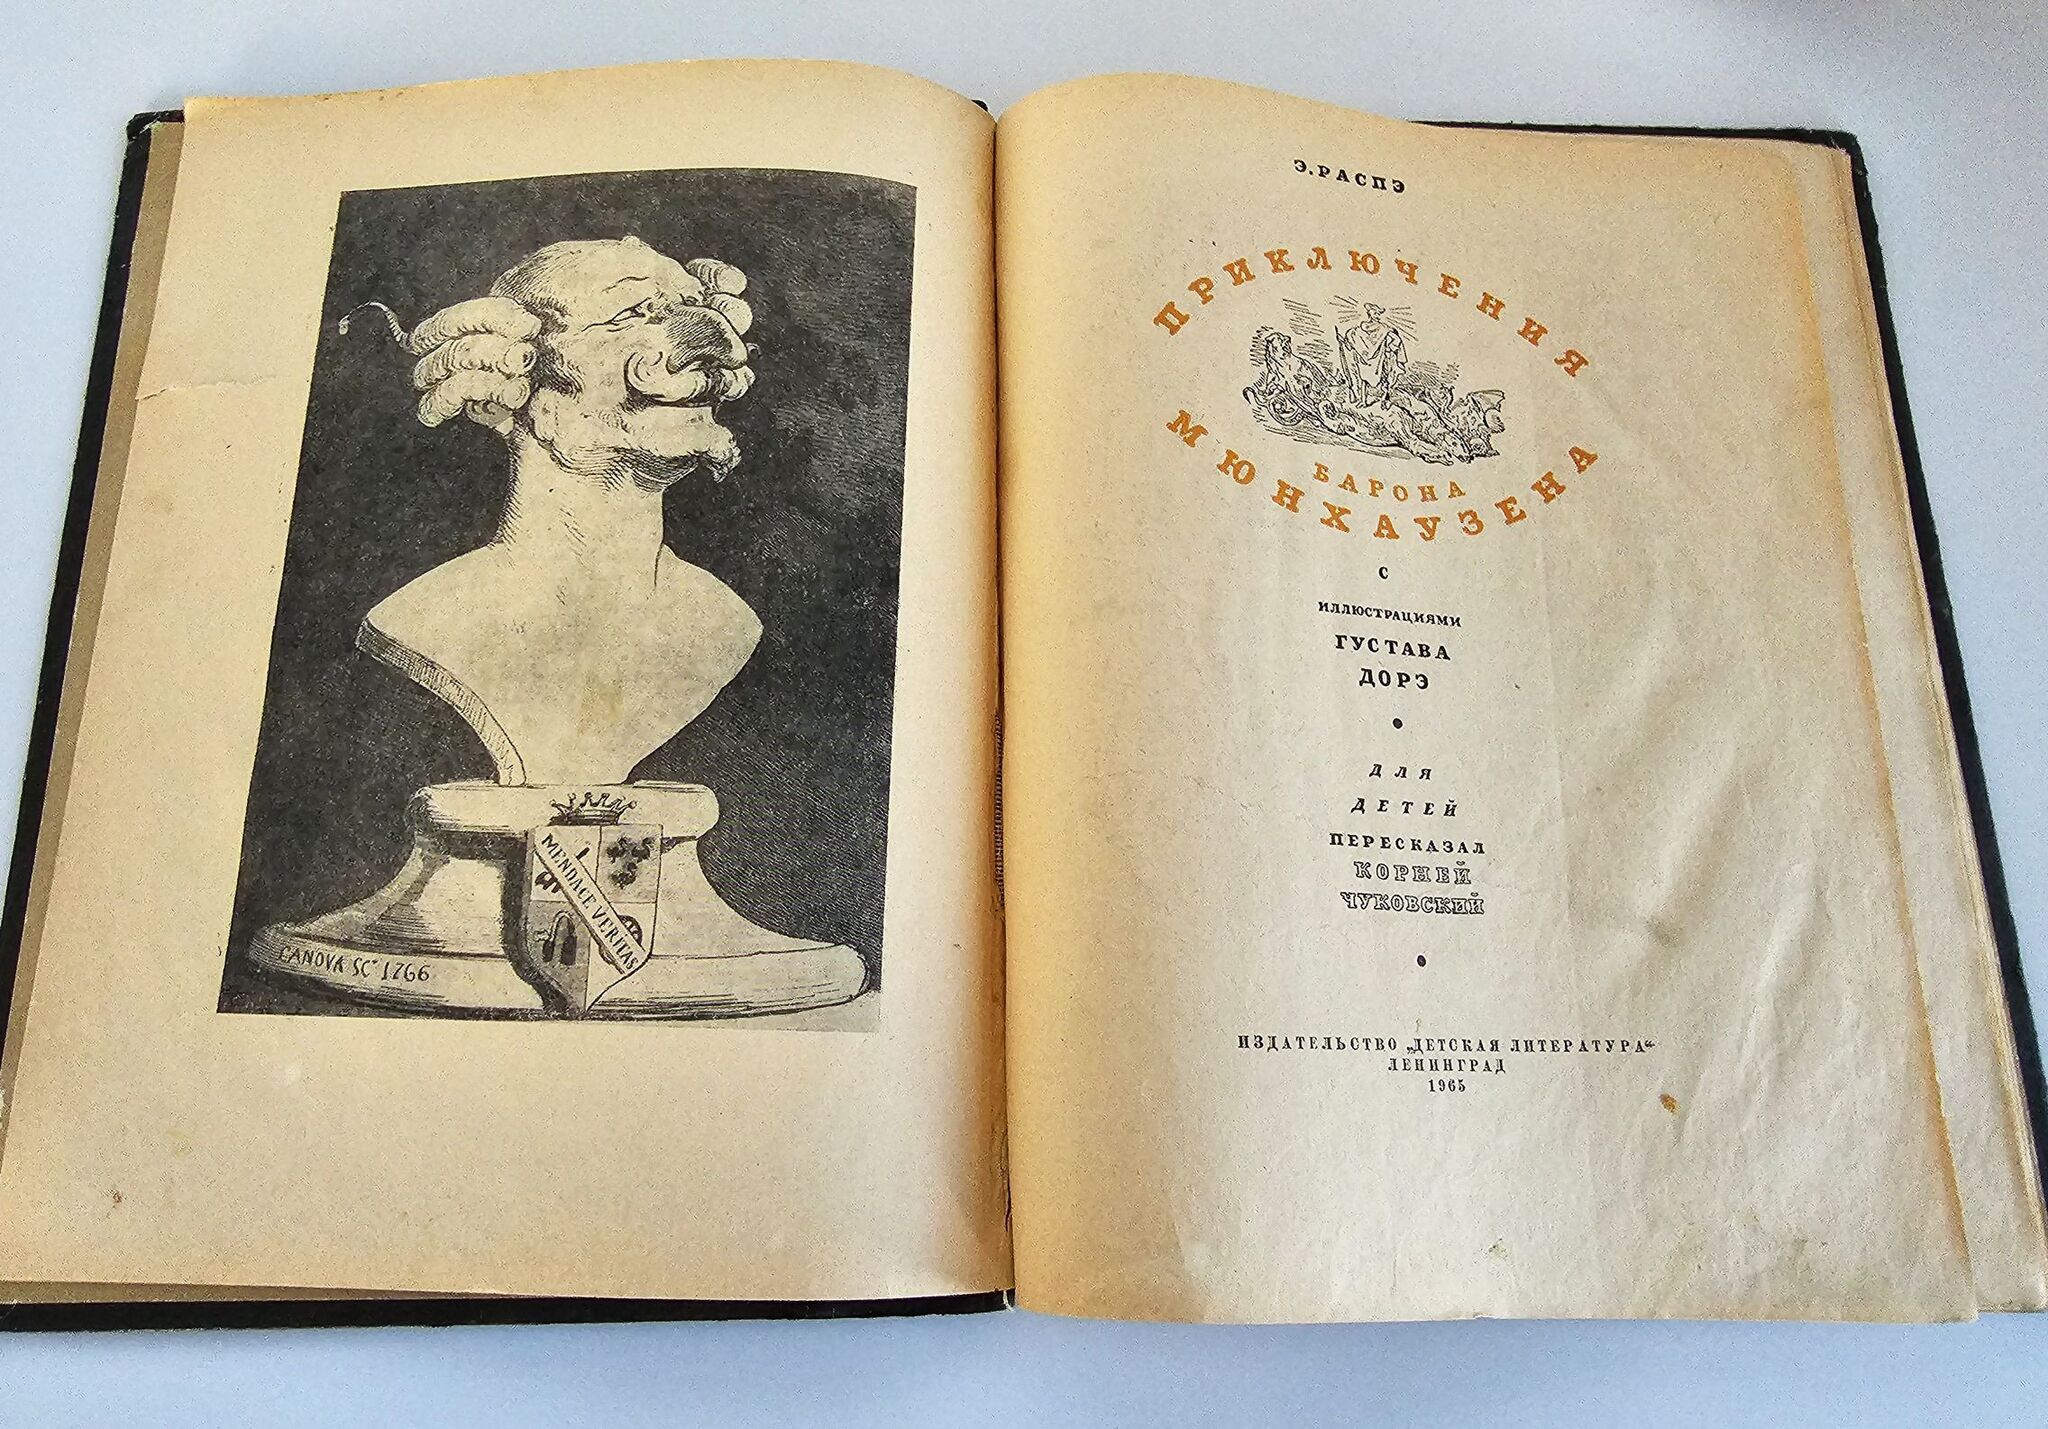 CANOVA SCT 1766
MENDACE VERITAS
Э. РАСПЭ
ПРИКЛЮЧЕНИЯ
БАРОНА
МЮНХАУЗЕНА
С
ИЛЛЮСТРАЦИЯМИ
ГУСТАВА
ДОРЭ
•
ДЛЯ
ДЕТЕЙ
ПЕРЕСКАЗАЛ
КОРНЕЙ
ЧУКОВСКИЙ
•
ИЗДАТЕЛЬСТВО „ДЕТСКАЯ ЛИТЕРАТУРА“
ЛЕНИНГРАД
1965